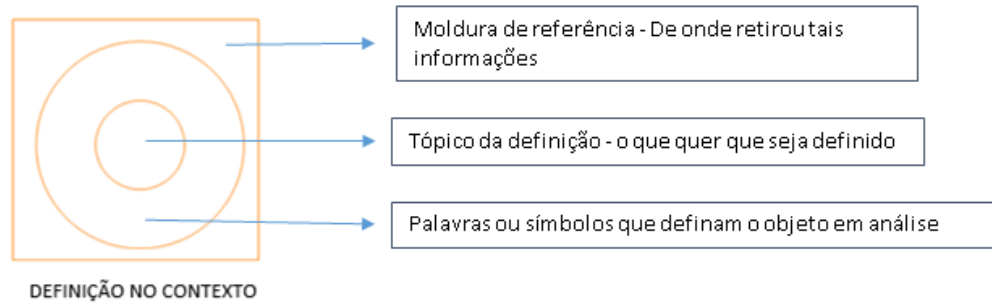 Moldura de referência - De onde retirou tais
informações
Tópico da definição - o que quer que seja definido
Palavras ou símbolos que definam o objeto em análise
DEFINIÇÃO NO CONTEXTO